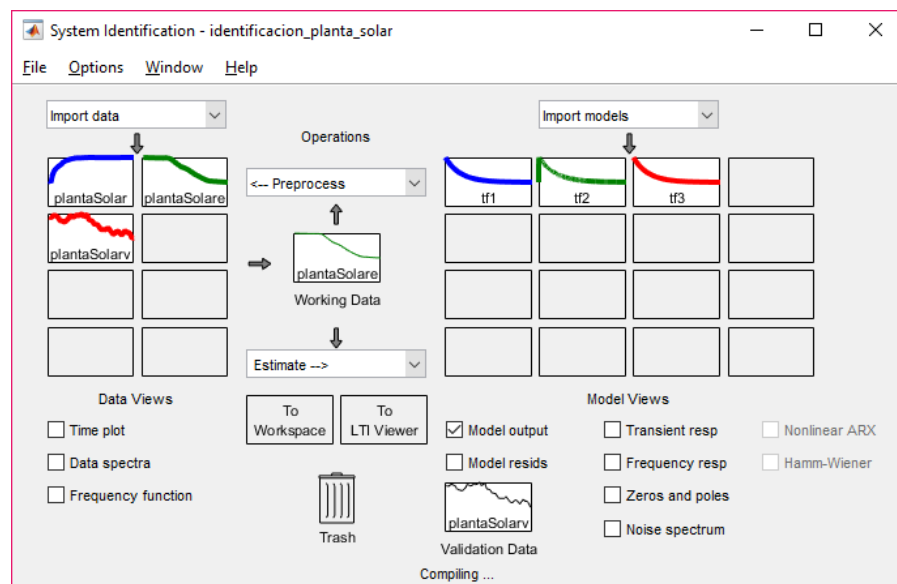 System Identification - identificacion_planta_solar
File Options Window Help
Import data
Import models
Operations
<-- Preprocess
plantaSolar
plantaSolare
tf1
tf2
tf3
plantaSolarv
plantaSolare
Working Data
Estimate -->
Data Views
Time plot
Data spectra
Frequency function
To Workspace
To LTI Viewer
Trash
Model Views
Model output
Transient resp
Nonlinear ARX
Model resids
Frequency resp
Hamm-Wiener
Zeros and poles
plantaSolarv
Noise spectrum
Validation Data
Compiling ...